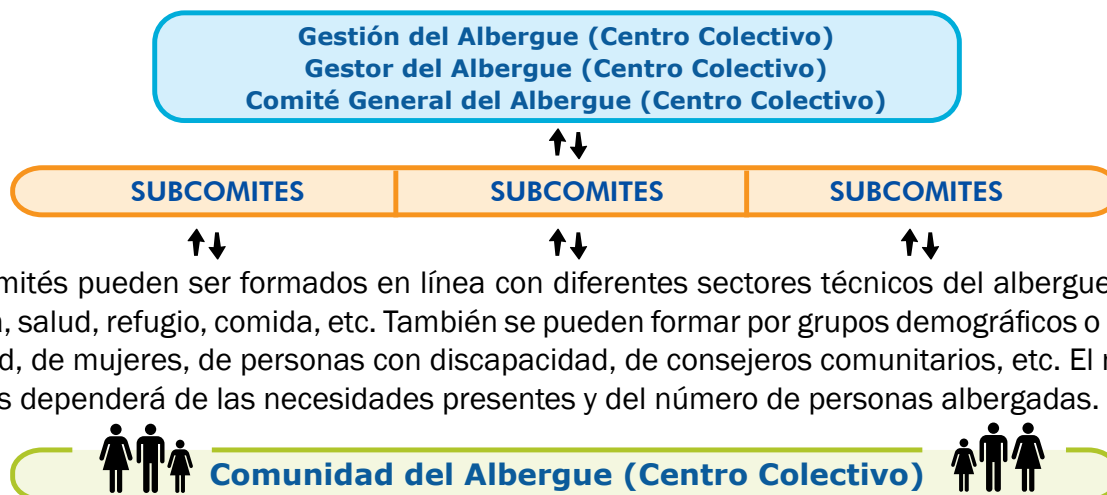 Gestión del Albergue (Centro Colectivo)
Gestor del Albergue (Centro Colectivo)
Comité General del Albergue (Centro Colectivo)
SUBCOMITES SUBCOMITES SUBCOMITES
mités pueden ser formados en línea con diferentes sectores técnicos del albergue
, salud, refugio, comida, etc. También se pueden formar por grupos demográficos o
d, de mujeres, de personas con discapacidad, de consejeros comunitarios, etc. El
s dependerá de las necesidades presentes y del número de personas albergadas.
Comunidad del Albergue (Centro Colectivo)